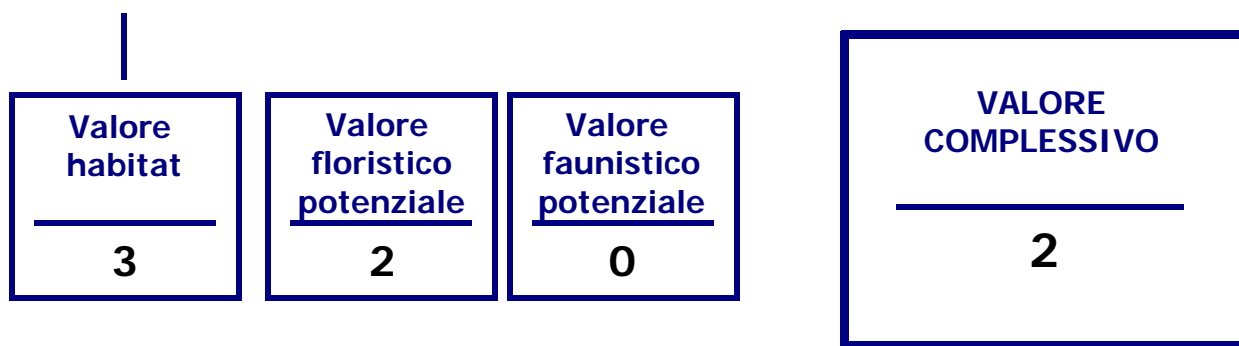 Valore
habitat
3
Valore
floristico
potenziale
2
Valore
faunistico
potenziale
0
VALORE
COMPLESSIVO
2